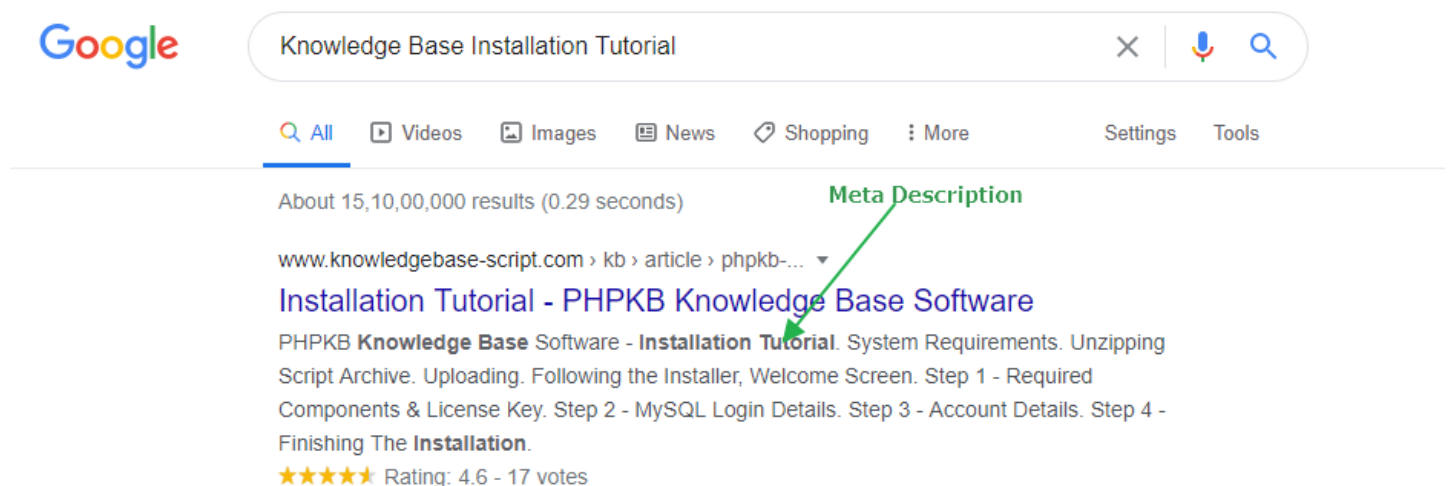 Google
Knowledge Base Installation Tutorial
All Videos Images News Shopping More Settings Tools
About 15,10,00,000 results (0.29 seconds)
Meta Description
www.knowledgebase-script.com › kb › article › phpkb-...
Installation Tutorial - PHPKB Knowledge Base Software
PHPKB Knowledge Base Software - Installation Tutorial. System Requirements. Unzipping
Script Archive. Uploading. Following the Installer, Welcome Screen. Step 1 - Required
Components & License Key. Step 2 - MySQL Login Details. Step 3 - Account Details. Step 4 -
Finishing The Installation.
Rating: 4.6 - 17 votes